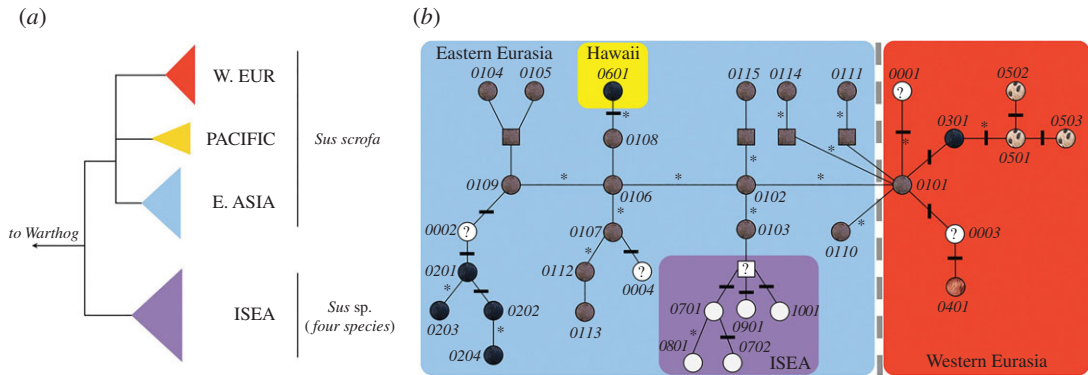 (a)
W. EUR
PACIFIC
E. ASIA
ISEA
Sus scrofa
Sus sp.
(four species)
to Warthog
(b)
Eastern Eurasia
Hawaii
0104 0105 0601 0115 0114 0111 0001 0502
?
0108 * * * * 0301 * 0503
0501
0109 * 0106 * 0102 * 0101
0002 ? 0107 * 0103 * 0110 ? 0003
0201 0112 * ? 0004 ?
0701 0901 1001 0401
0203 * 0202 0113
0204 * 0801 * 0702
ISEA
Western Eurasia